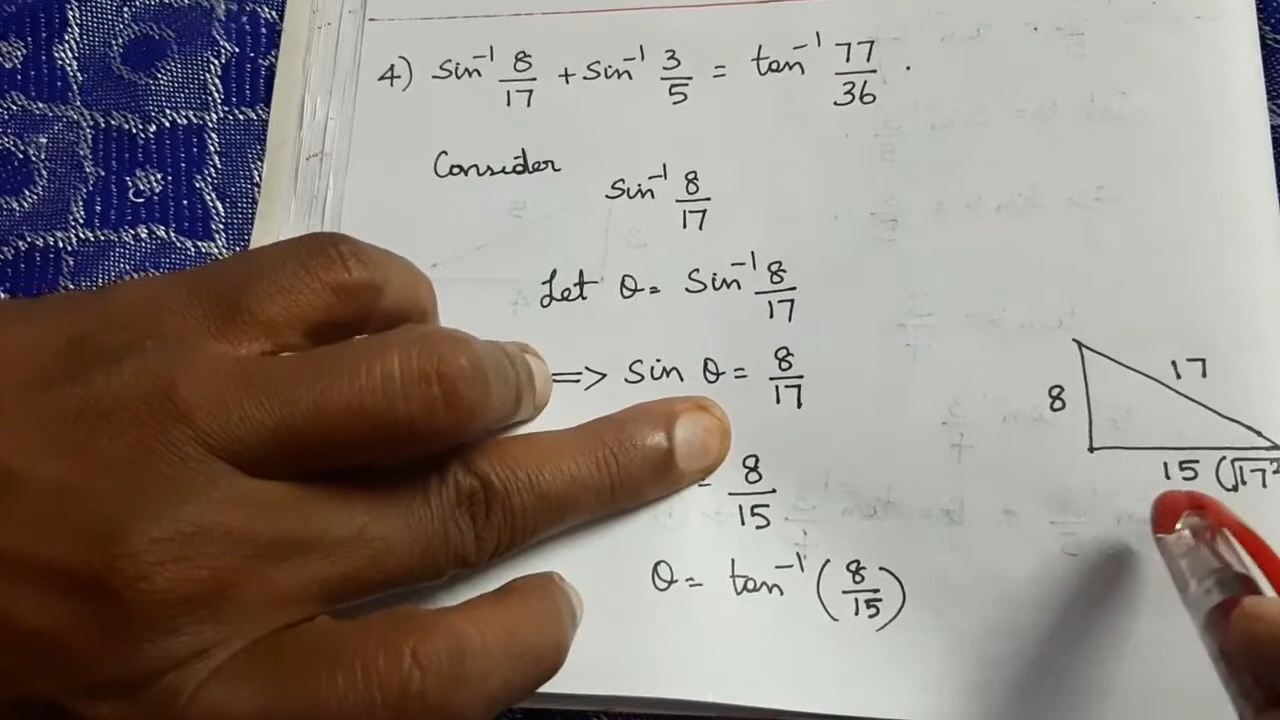 4) Sin⁻¹ 8/17 + Sin⁻¹ 3/5 = tan⁻¹ 77/36 .
Consider
Sin⁻¹ 8/17
Let θ = Sin⁻¹ 8/17
=> Sin θ = 8/17
= 8/15
θ = tan⁻¹ (8/15)
17
8
15 (√17²